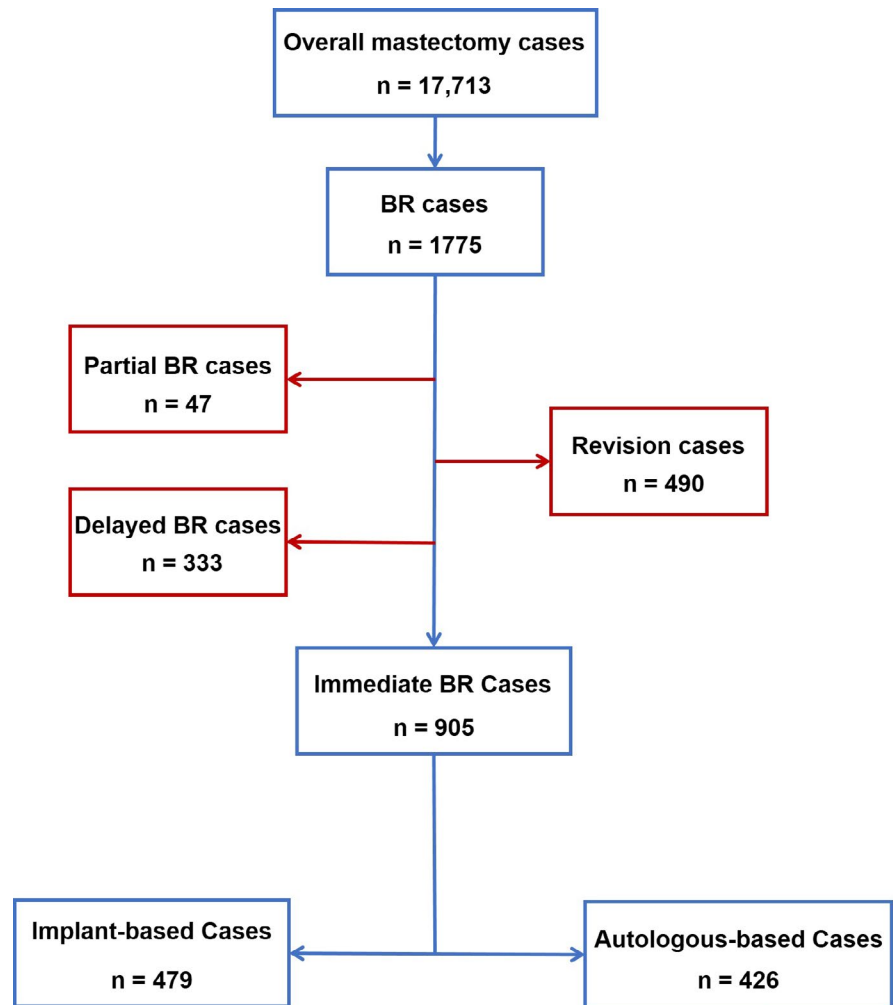 Overall mastectomy cases
n = 17,713
BR cases
n = 1775
Partial BR cases
n = 47
Revision cases
n = 490
Delayed BR cases
n = 333
Immediate BR Cases
n = 905
Implant-based Cases
n = 479
Autologous-based Cases
n = 426